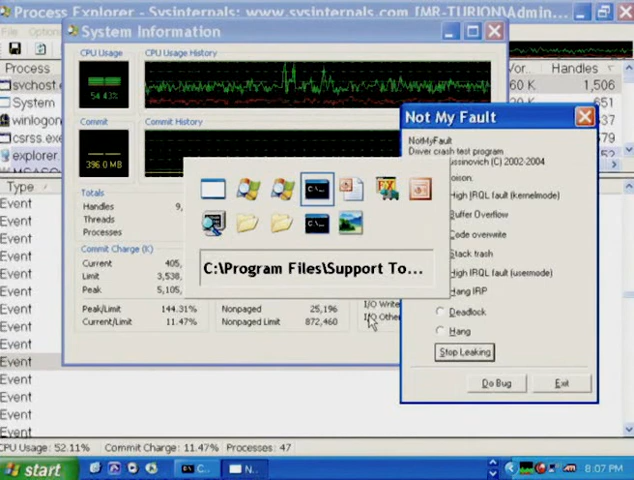 Process Explorer - Sysinternals: www.sysinternals.com [MR-TURION\Admin...
File
Process
Handles
svchost.
60 K
1,506
System
651
winlogon
537
csrss.exe
279
explorer.
Type
Event
Event
Event
Event
Event
Event
Event
Event
Event
Event
Event
Event
Event
Event
System Information
CPU Usage
CPU Usage History
54.43%
Commit
Commit History
396.0 MB
Totals
Handles
9,
Threads
Processes
Commit Charge (K)
Current
405,
Limit
3,538,
Peak
5,105,
Peak/Limit
144.31%
Current/Limit
11.47%
Nonpaged
25,196
Nonpaged Limit
872,460
I/O Write
I/O Other
C:\Program Files\Support To...
Not My Fault
NotMyFault
Driver crash test program
ussinovich (C) 2002-2004
High IRQL fault (kernelmode)
Buffer Overflow
Code overwrite
Stack trash
High IRQL fault (usermode)
Hang IRP
Deadlock
Hang
Stop Leaking
Do Bug
Exit
CPU Usage: 52.11%
Commit Charge: 11.47%
Processes: 47
start
C...
N...
8:07 PM